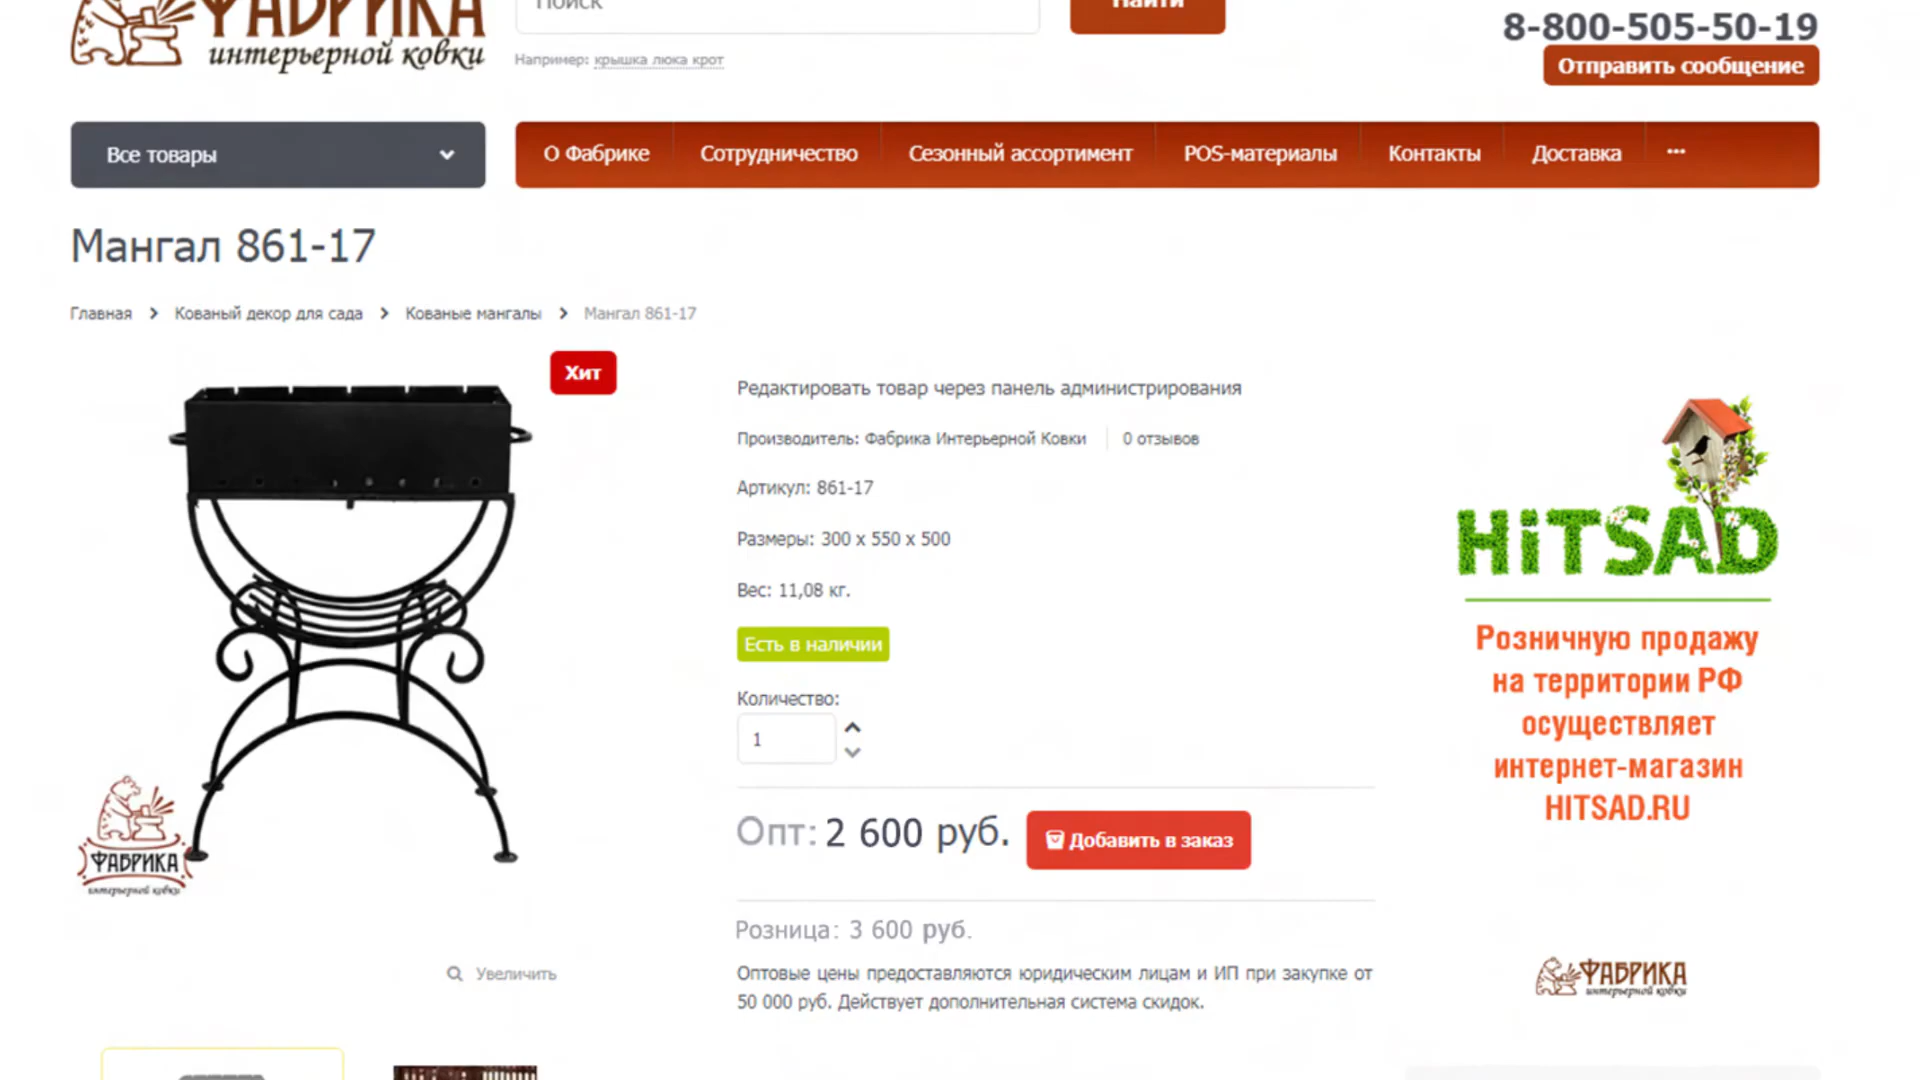 ФАБРИКА
интерьерной ковки
Поиск
Найти
Например: крышка люка крот
8-800-505-50-19
Отправить сообщение
Все товары
О Фабрике
Сотрудничество
Сезонный ассортимент
POS-материалы
Контакты
Доставка
•••
Мангал 861-17
Главная > Кованый декор для сада > Кованые мангалы > Мангал 861-17
Хит
Редактировать товар через панель администрирования
Производитель: Фабрика Интерьерной Ковки
0 отзывов
Артикул: 861-17
Размеры: 300 x 550 x 500
Вес: 11,08 кг.
Есть в наличии
Количество:
1
Опт: 2 600 руб.
Добавить в заказ
Розница: 3 600 руб.
Оптовые цены предоставляются юридическим лицам и ИП при закупке от
50 000 руб. Действует дополнительная система скидок.
ФАБРИКА
интерьерной ковки
Увеличить
HiTSAD
Розничную продажу
на территории РФ
осуществляет
интернет-магазин
HITSAD.RU
ФАБРИКА
интерьерной ковки